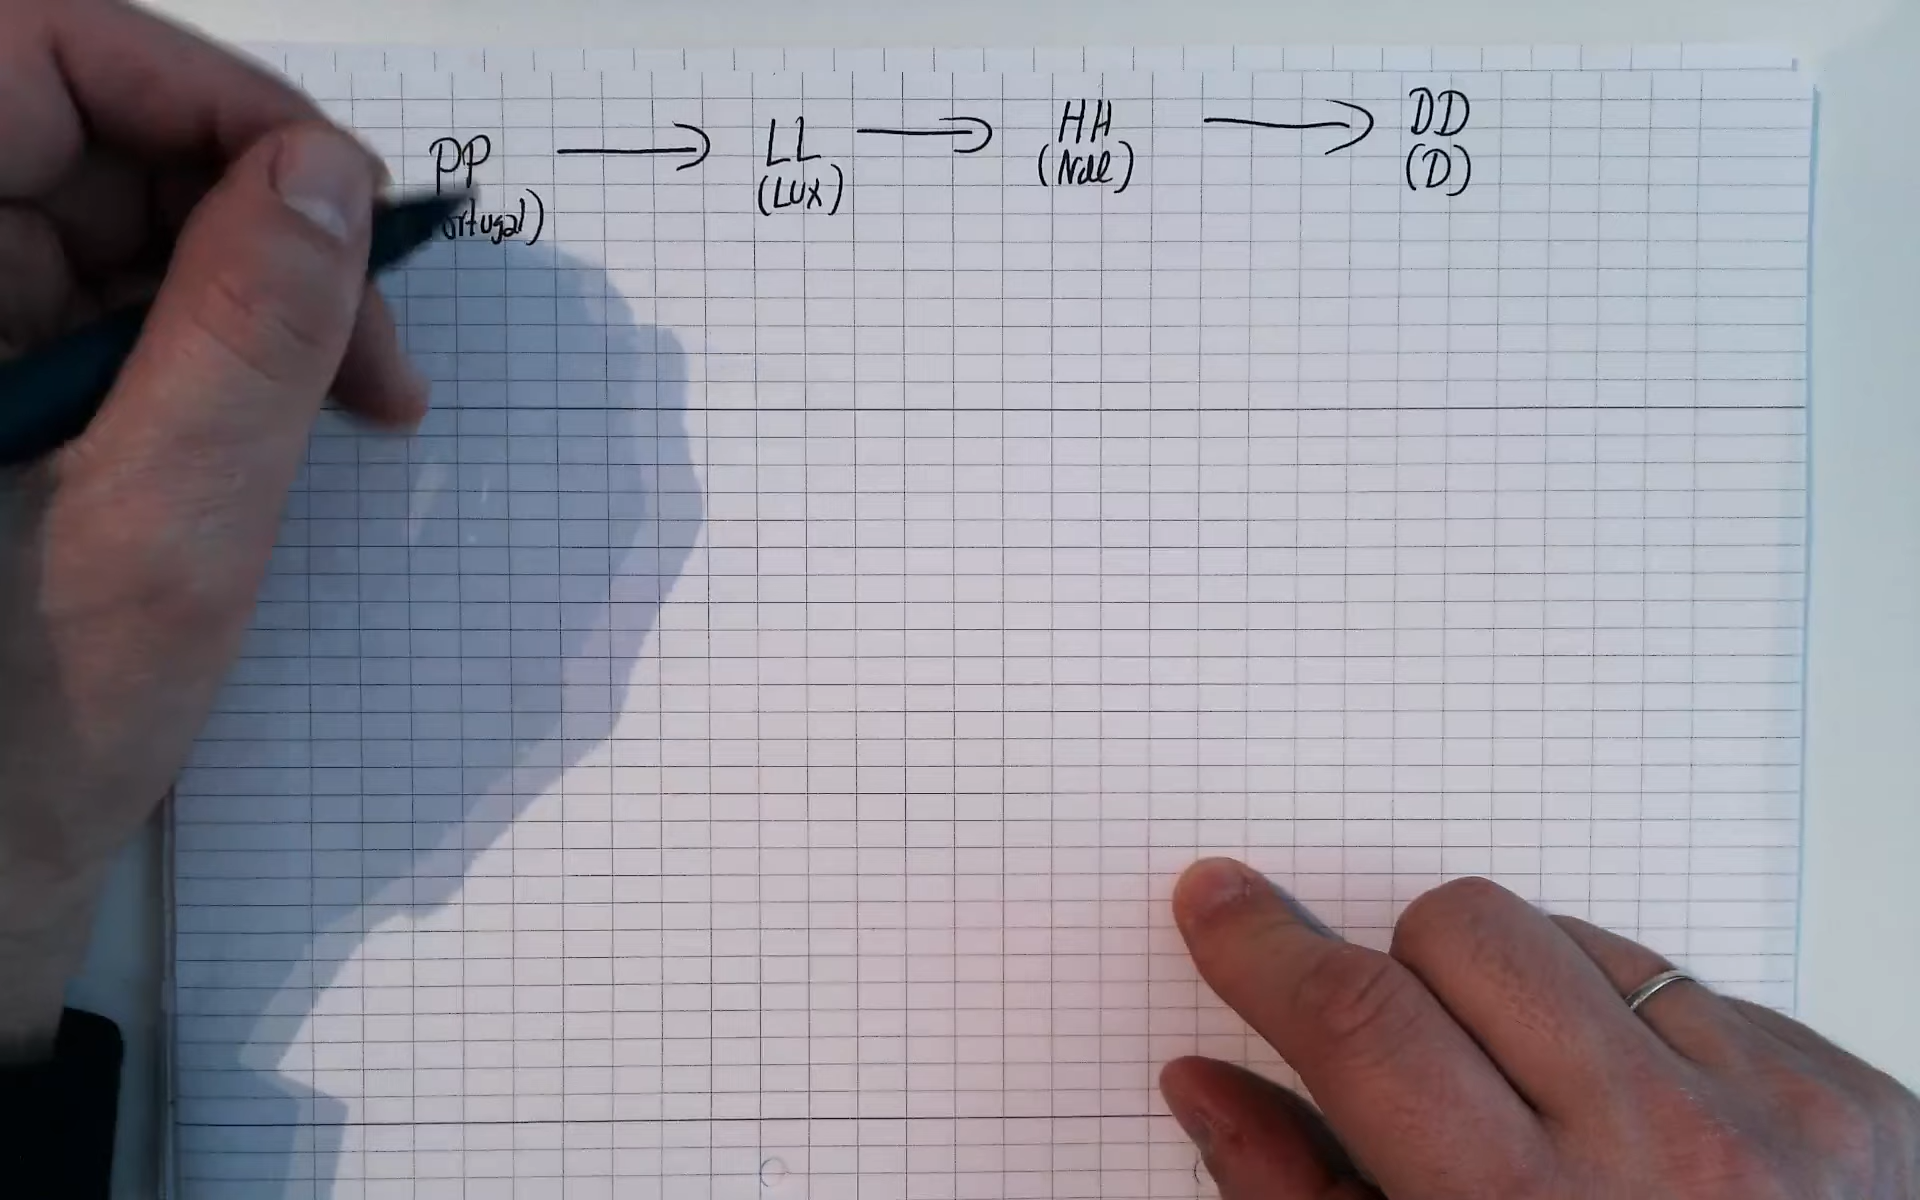 PP → LL → HH → DD
ortugal) (LUX) (Ndl) (D)